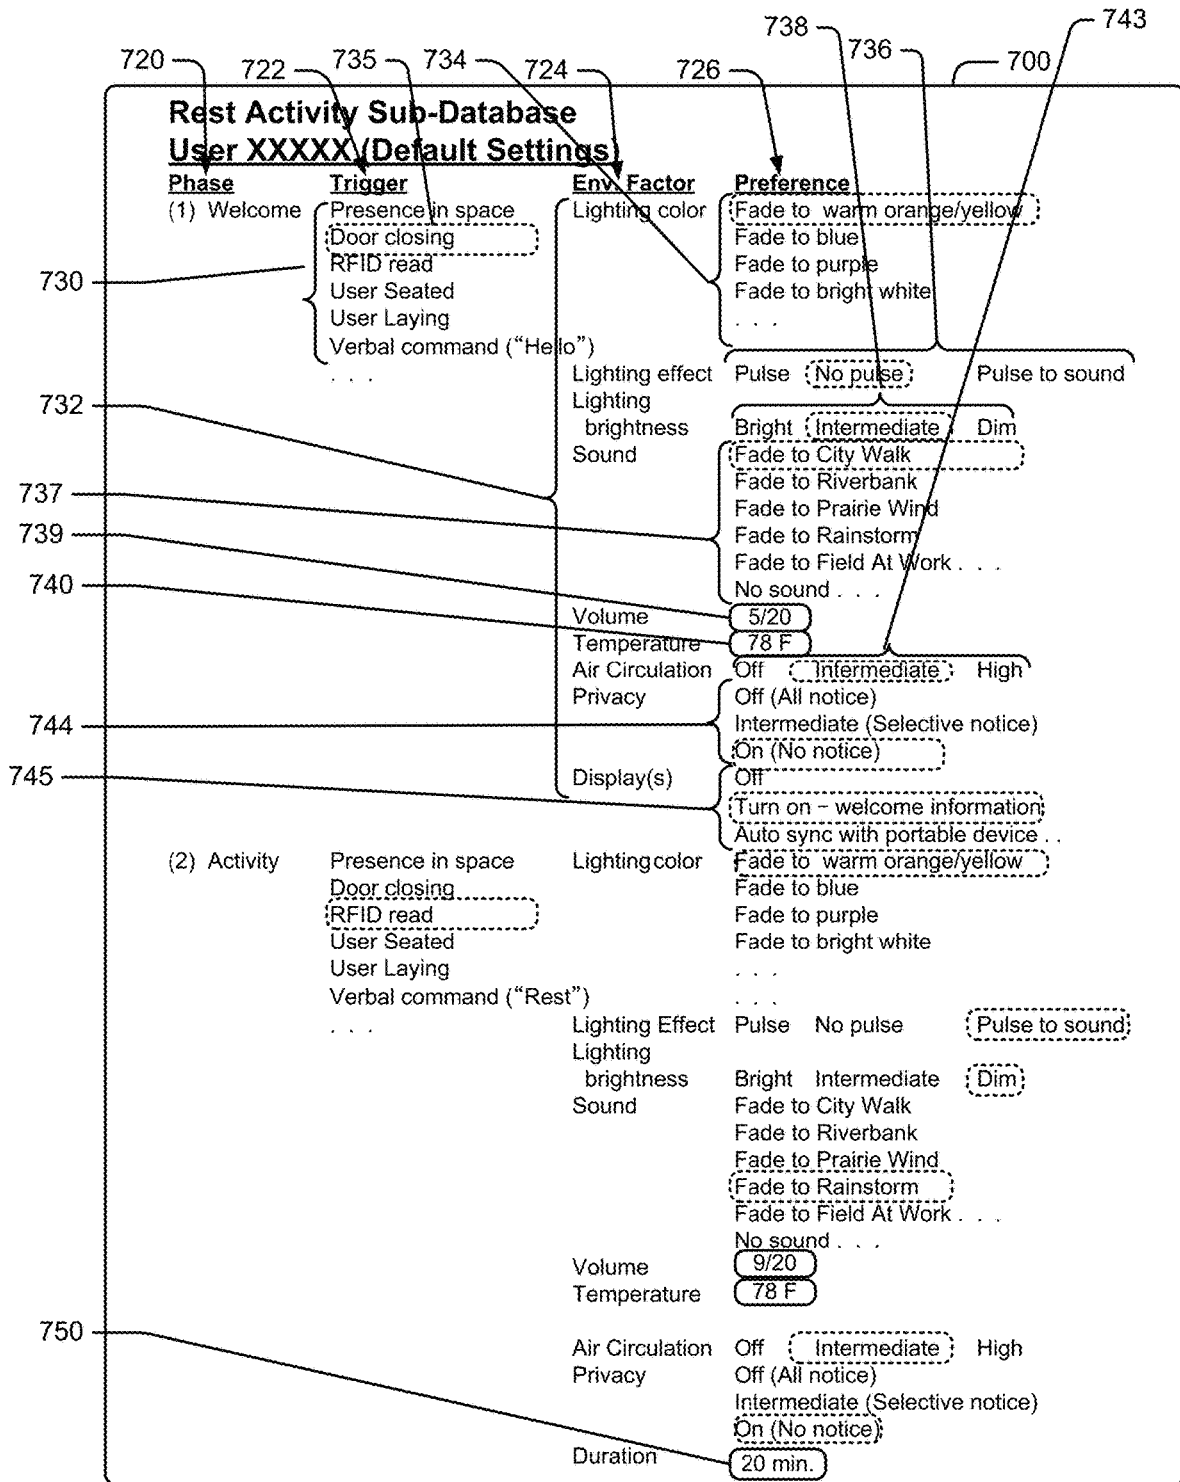 738 743
720 735 734 724 736
722 726 700
Rest Activity Sub-Database
User XXXXX (Default Settings)
Phase Trigger Env. Factor Preference
(1) Welcome Presence in space Lighting color Fade to warm orange/yellow
Door closing Fade to blue
RFID read Fade to purple
730 User Seated Fade to bright white
User Laying . . .
Verbal command (“Hello”)
. . . Lighting effect Pulse No pulse Pulse to sound
732 Lighting
brightness Bright Intermediate Dim
Sound Fade to City Walk
Fade to Riverbank
737 Fade to Prairie Wind
739 Fade to Rainstorm
Fade to Field At Work . . .
740 No sound . . .
Volume 5/20
Temperature 78 F
Air Circulation Off Intermediate High
Privacy Off (All notice)
744 Intermediate (Selective notice)
On (No notice)
745 Display(s) Off
Turn on – welcome information
Auto sync with portable device . .
(2) Activity Presence in space Lighting color Fade to warm orange/yellow
Door closing Fade to blue
RFID read Fade to purple
User Seated Fade to bright white
User Laying . . .
Verbal command (“Rest”) . . .
. . . Lighting Effect Pulse No pulse Pulse to sound
Lighting
brightness Bright Intermediate Dim
Sound Fade to City Walk
Fade to Riverbank
Fade to Prairie Wind
Fade to Rainstorm
Fade to Field At Work . . .
No sound . . .
Volume 9/20
Temperature 78 F
750
Air Circulation Off Intermediate High
Privacy Off (All notice)
Intermediate (Selective notice)
On (No notice)
Duration 20 min.